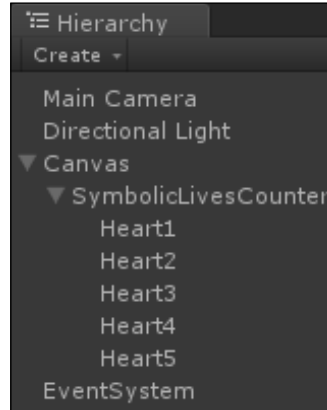 Hierarchy
Create
Main Camera
Directional Light
Canvas
SymbolicLivesCounter
Heart1
Heart2
Heart3
Heart4
Heart5
EventSystem